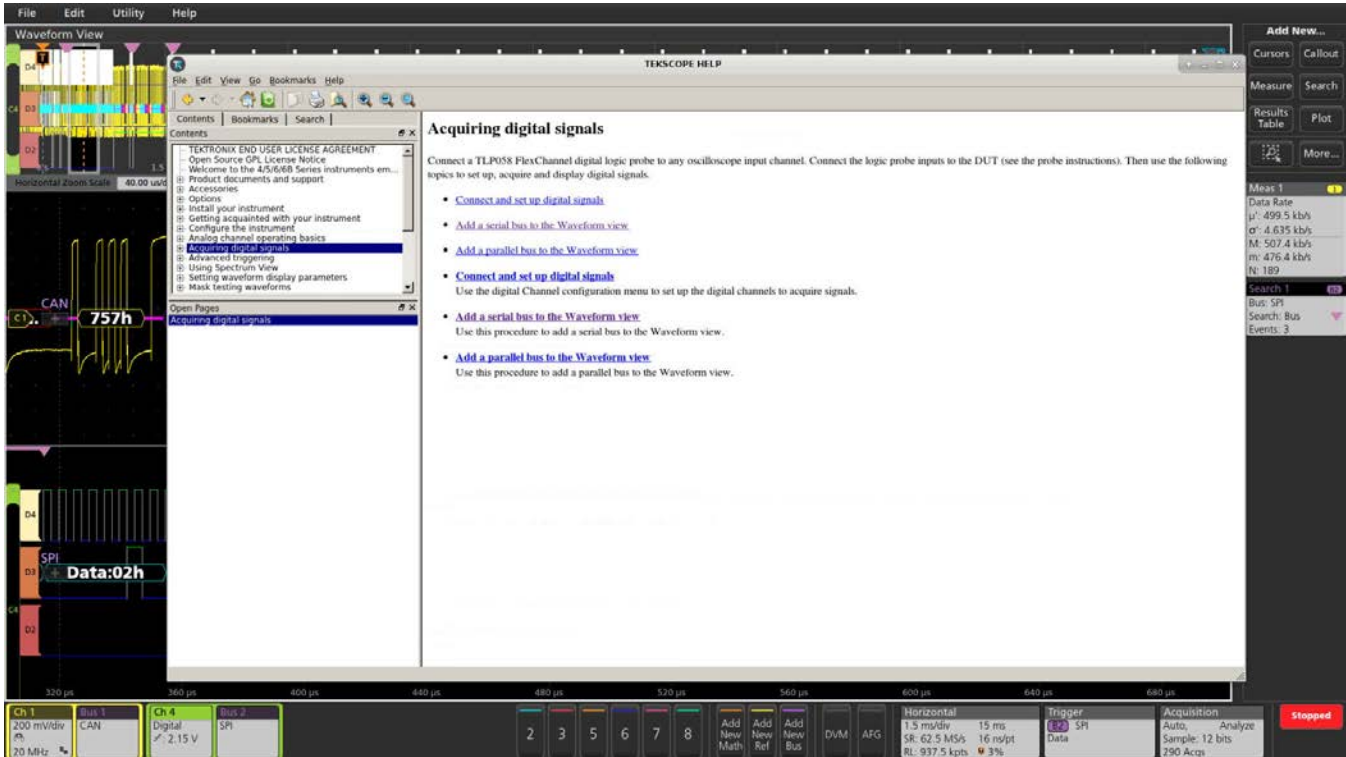 File Edit Utility Help
Waveform View
Add New...
Cursors Callout
Measure Search
Results Table Plot
More...
D4
C4 D3
D2
1.5
Horizontal Zoom Scale 40.00 µs/d
TEKSCOPE HELP
File Edit View Go Bookmarks Help
Contents Bookmarks Search
Contents
TEKTRONIX END USER LICENSE AGREEMENT
Open Source GPL License Notice
Welcome to the 4/5/6/6B Series instruments em...
Product documents and support
Accessories
Options
Install your instrument
Getting acquainted with your instrument
Configure the instrument
Analog channel operating basics
Acquiring digital signals
Advanced triggering
Using Spectrum View
Setting waveform display parameters
Mask testing waveforms
Open Pages
Acquiring digital signals
Acquiring digital signals
Connect a TLP058 FlexChannel digital logic probe to any oscilloscope input channel. Connect the logic probe inputs to the DUT (see the probe instructions). Then use the following
topics to set up, acquire and display digital signals.
• Connect and set up digital signals
• Add a serial bus to the Waveform view
• Add a parallel bus to the Waveform view
• Connect and set up digital signals
Use the digital Channel configuration menu to set up the digital channels to acquire signals.
• Add a serial bus to the Waveform view
Use this procedure to add a serial bus to the Waveform view.
• Add a parallel bus to the Waveform view
Use this procedure to add a parallel bus to the Waveform view.
Meas 1 1
Data Rate
µ': 499.5 kb/s
σ': 4.635 kb/s
M: 507.4 kb/s
m: 476.4 kb/s
N: 189
Search 1 B2
Bus: SPI
Search: Bus
Events: 3
CAN
C1 757h
D4
SPI
D3 + Data:02h
C4
D2
320 µs 360 µs 400 µs 440 µs 480 µs 520 µs 560 µs 600 µs 640 µs 680 µs
Ch 1
200 mV/div
20 MHz
Bus 1
CAN
Ch 4
Digital
2.15 V
Bus 2
SPI
2 3 5 6 7 8
Add New Math
Add New Ref
Add New Bus
DVM AFG
Horizontal
1.5 ms/div 15 ms
SR: 62.5 MS/s 16 ns/pt
RL: 937.5 kpts 3%
Trigger
B2 SPI
Data
Acquisition
Auto, Analyze
Sample: 12 bits
290 Acqs
Stopped